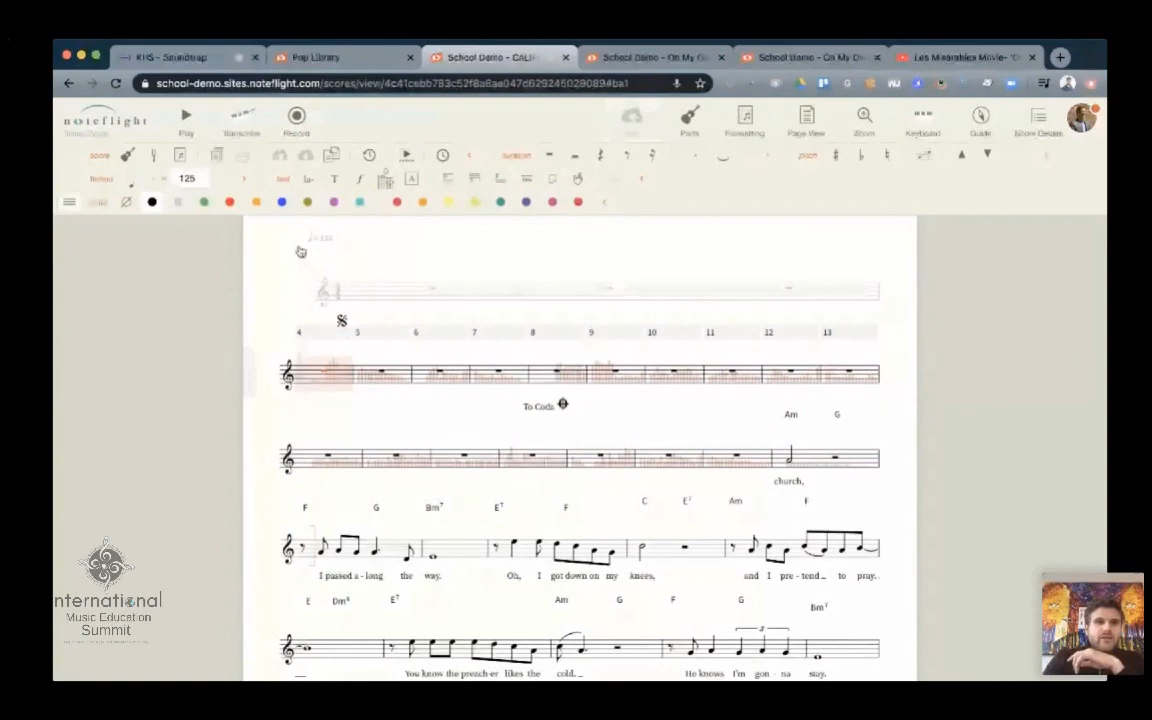 KHS - Soundtrap
Pop Library
School Demo - CALIF
School Demo - On My O
School Demo - On My Ow
Les Misérables Movie- 'O
school-demo.sites.noteflight.com/scores/view/4c41cebb793c52f8a6ae047d6292450290894ba1
noteflight
Play
Transcribe
Record
Parts
Formatting
Page View
Zoom
Keyboard
Guide
Score Details
score
duration
pitch
125
text
4 5 6 7 8 9 10 11 12 13
To Coda
Am G
church,
F G Bm7 E7 F C E7 Am F
I passed a - long the way. Oh, I got down on my knees, and I pre - tend _ to pray.
E Dm6 E7 Am G F G Bm7
3
You know the preach-er likes the cold. _ He knows I'm gon - na stay.
International
Music Education
Summit